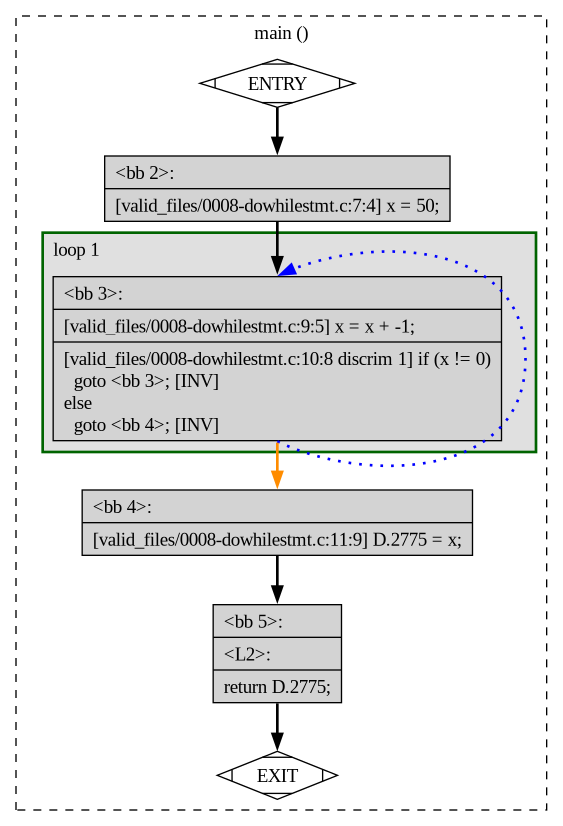 main ()
ENTRY
<bb 2>:
[valid_files/0008-dowhilestmt.c:7:4] x = 50;
loop 1
<bb 3>:
[valid_files/0008-dowhilestmt.c:9:5] x = x + -1;
[valid_files/0008-dowhilestmt.c:10:8 discrim 1] if (x != 0)
goto <bb 3>; [INV]
else
goto <bb 4>; [INV]
<bb 4>:
[valid_files/0008-dowhilestmt.c:11:9] D.2775 = x;
<bb 5>:
<L2>:
return D.2775;
EXIT